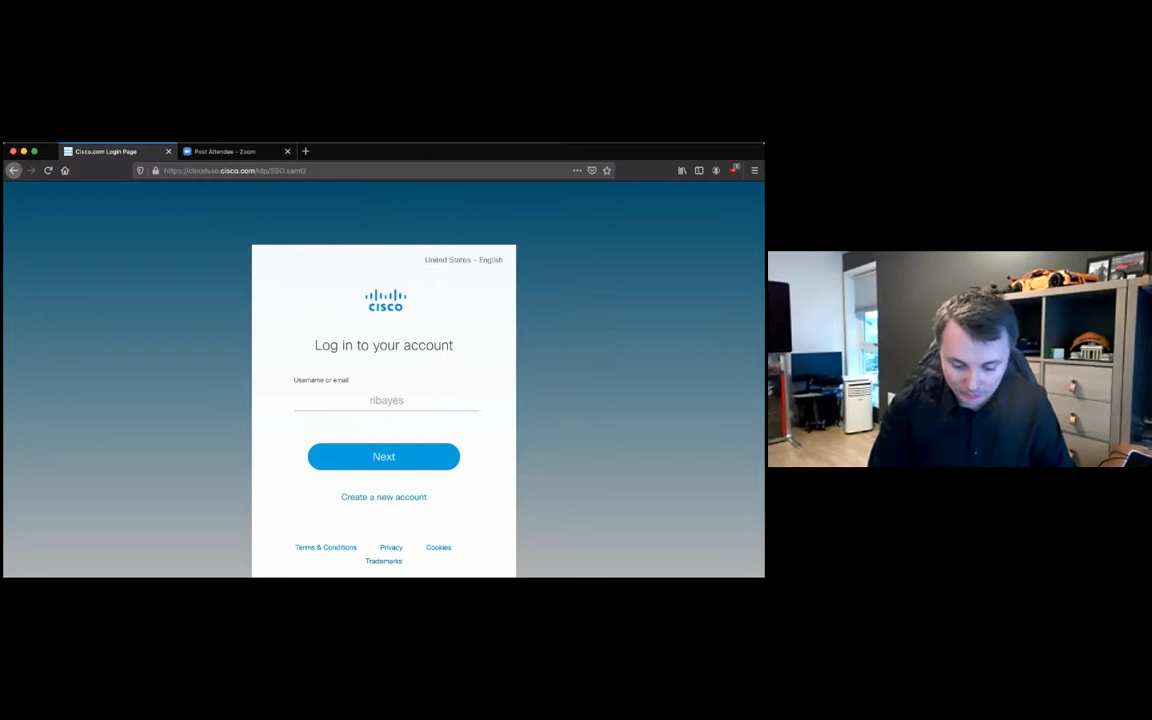 Cisco.com Login Page
Post Attendee - Zoom
https://cloudsso.cisco.com/idp/SSO.saml2
United States – English
CISCO
Log in to your account
Username or email
ribayes
Next
Create a new account
Terms & Conditions
Privacy
Cookies
Trademarks